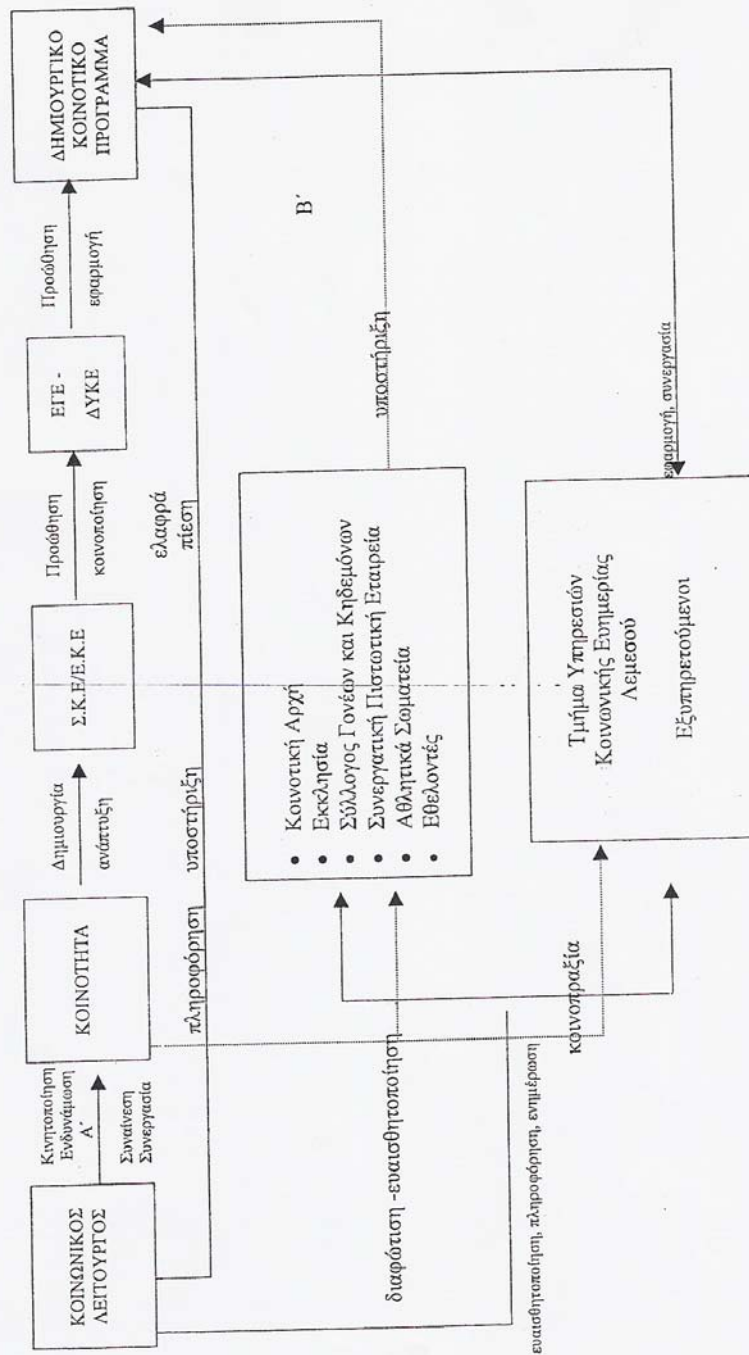 ΚΟΙΝΩΝΙΚΟΣ
ΛΕΙΤΟΥΡΓΟΣ
Κινητοποίηση
Ενδυνάμωση
Α΄
Συναίνεση
Συνεργασία
ΚΟΙΝΟΤΗΤΑ
Δημιουργία
ανάπτυξη
Σ.Κ.Ε/Ε.Κ.Ε
Προώθηση
κοινοποίηση
ΕΓΕ -
ΔΥΚΕ
Προώθηση
εφαρμογή
ΔΗΜΙΟΥΡΓΙΚΟ
ΚΟΙΝΟΤΙΚΟ
ΠΡΟΓΡΑΜΜΑ
πληροφόρηση
υποστήριξη
ελαφρά
πίεση
Β΄
διαφώτιση -ευαισθητοποίηση
• Κοινοτική Αρχή
• Εκκλησία
• Σύλλογος Γονέων και Κηδεμόνων
• Συνεργατική Πιστωτική Εταιρεία
• Αθλητικά Σωματεία
• Εθελοντές
υποστήριξη
κοινοπραξία
ευαισθητοποίηση, πληροφόρηση, ενημέρωση
Τμήμα Υπηρεσιών
Κοινωνικής Ευημερίας
Λεμεσού
Εξυπηρετούμενοι
εφαρμογή, συνεργασία